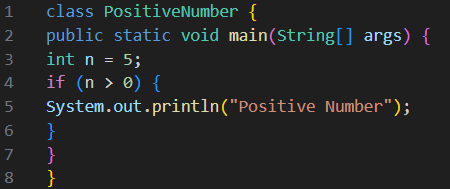 1 class PositiveNumber {
2 public static void main(String[] args) {
3 int n = 5;
4 if (n > 0) {
5 System.out.println("Positive Number");
6 }
7 }
8 }